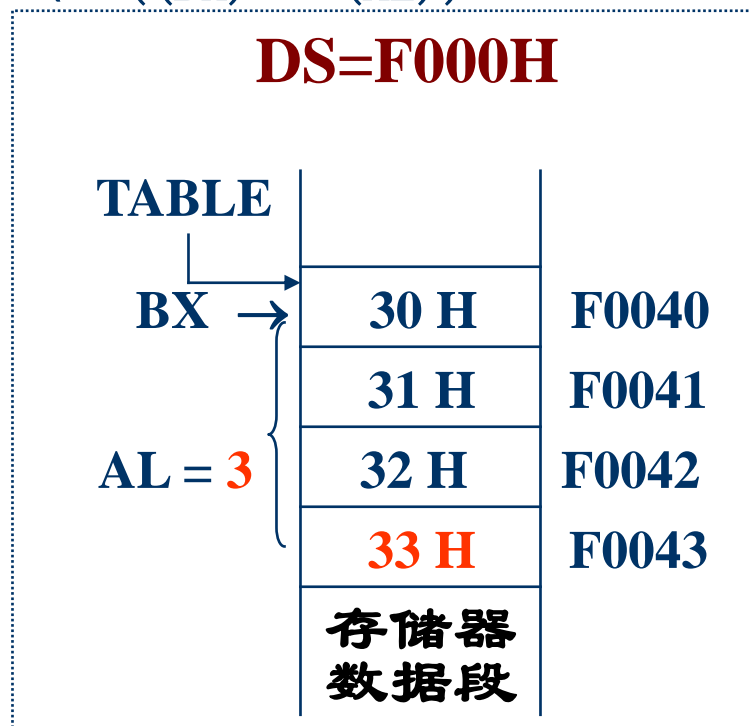 DS=F000H
TABLE
BX → 30 H F0040
31 H F0041
AL = 3 32 H F0042
33 H F0043
存储器
数据段